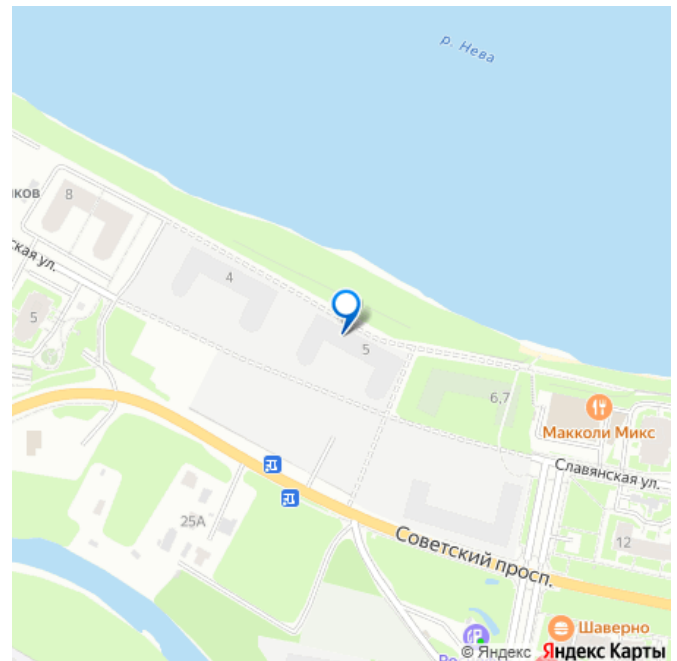 р. Нева
ков
8
ская ул.
4
5
5
6,7
Макколи Микс
Славянская ул.
25А
Советский просп.
12
Шаверно
© Яндекс Яндекс Карты